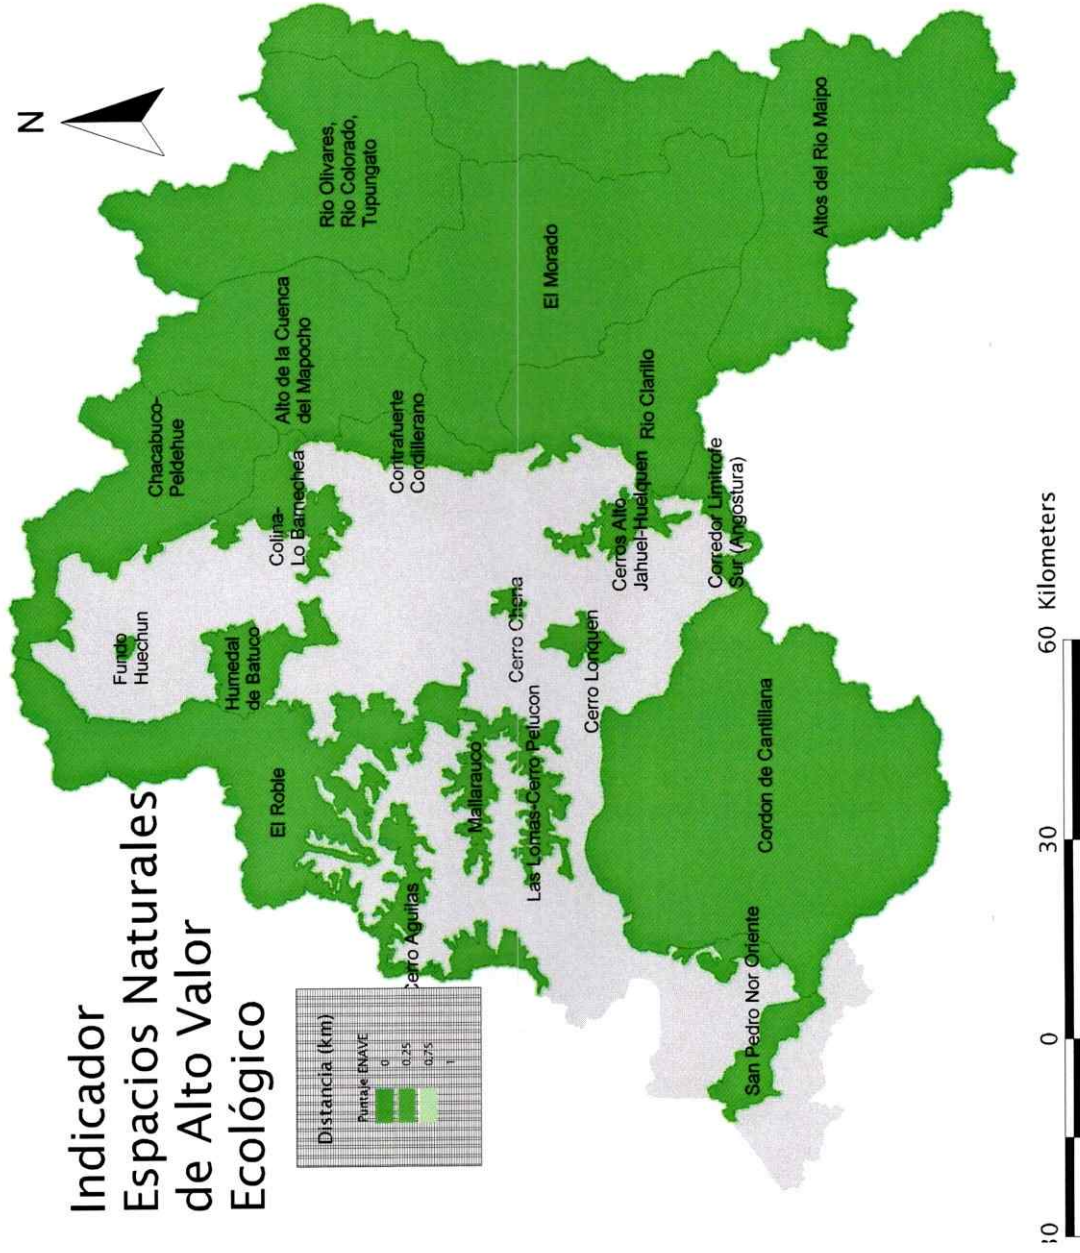 Indicador
Espacios Naturales
de Alto Valor
Ecológico
N
Distancia (km)
Puntaje ENAVE
0
0.25
0.75
1
Chacabuco-
Peldehue
Rio Olivares,
Rio Colorado,
Tupungato
Alto de la Cuenca
del Mapocho
Fundo
Huechun
Humedal
de Batuco
Colina-
Lo Barnechea
El Roble
Contrafuerte
Cordillerano
Cerro Aguilas
Mallarauco
Cerro Chena
Las Lomas-Cerro Pelucon
El Morado
Cerro Lonquen
Cerros Alto
Jahuel-Huelquen
Rio Clarillo
Corredor Limitrofe
Sur (Angostura)
San Pedro Nor Oriente
Cordon de Cantillana
Altos del Rio Maipo
0
30
60 Kilometers